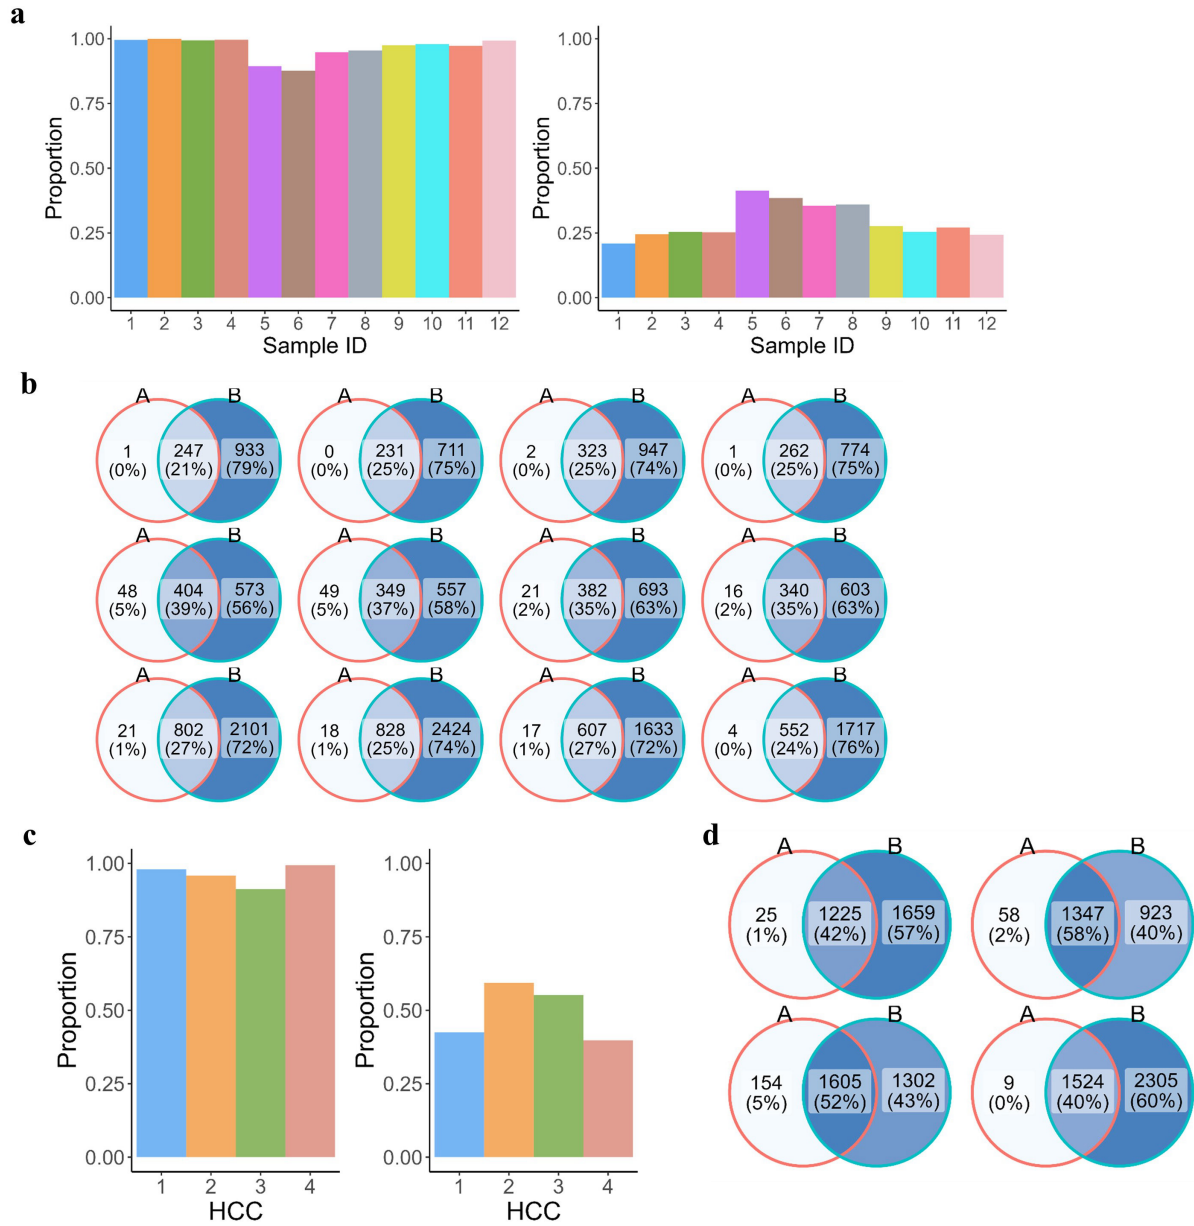 a
1.00
0.75
0.50
0.25
0.00
Proportion
1 2 3 4 5 6 7 8 9 10 11 12
Sample ID
1.00
0.75
0.50
0.25
0.00
Proportion
1 2 3 4 5 6 7 8 9 10 11 12
Sample ID
b
A B A B A B A B
1 247 933 0 231 711 2 323 947 1 262 774
(0%) (21%) (79%) (0%) (25%) (75%) (0%) (25%) (74%) (0%) (25%) (75%)
A B A B A B A B
48 404 573 49 349 557 21 382 693 16 340 603
(5%) (39%) (56%) (5%) (37%) (58%) (2%) (35%) (63%) (2%) (35%) (63%)
A B A B A B A B
21 802 2101 18 828 2424 17 607 1633 4 552 1717
(1%) (27%) (72%) (1%) (25%) (74%) (1%) (27%) (72%) (0%) (24%) (76%)
c
1.00
0.75
0.50
0.25
0.00
Proportion
1 2 3 4
HCC
1.00
0.75
0.50
0.25
0.00
Proportion
1 2 3 4
HCC
d
A B A B
25 1225 1659 58 1347 923
(1%) (42%) (57%) (2%) (58%) (40%)
A B A B
154 1605 1302 9 1524 2305
(5%) (52%) (43%) (0%) (40%) (60%)